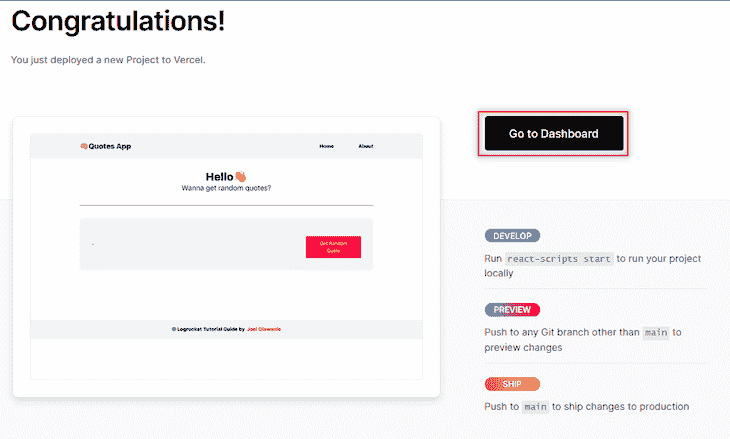 Congratulations!
You just deployed a new Project to Vercel.
Go to Dashboard
Quotes App
Home
About
Hello
Wanna get random quotes?
Get Random
Quote
© Logrocket Tutorial Guide by Joel Olawanle
DEVELOP
Run react-scripts start to run your project
locally
PREVIEW
Push to any Git branch other than main to
preview changes
SHIP
Push to main to ship changes to production